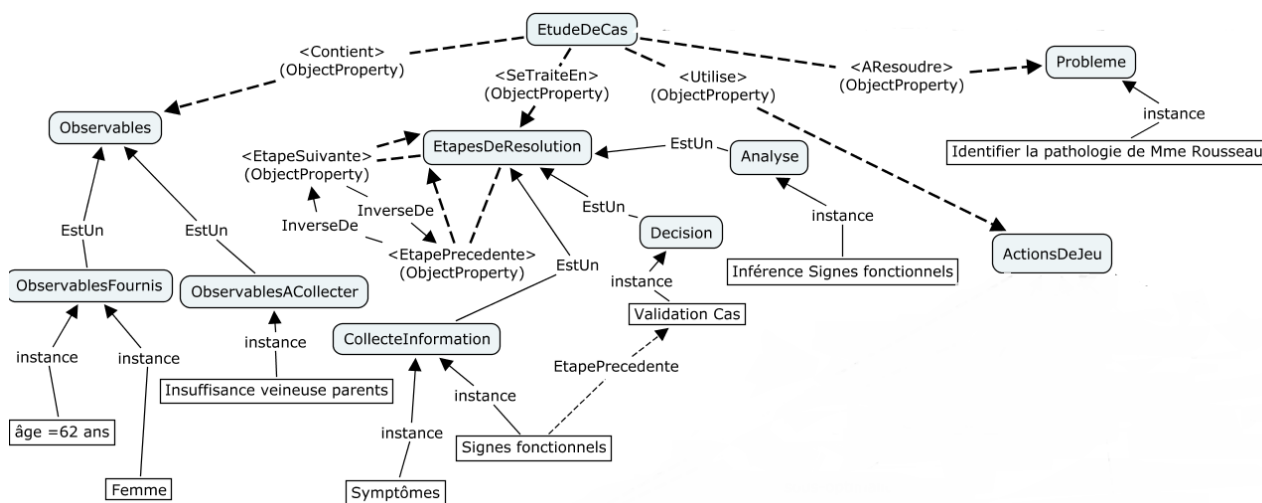 EtudeDeCas
<Contient>
(ObjectProperty)
<SeTraiteEn>
(ObjectProperty)
<Utilise>
(ObjectProperty)
<AResoudre>
(ObjectProperty)
Probleme
instance
Identifier la pathologie de Mme Rousseau
Observables
EtapesDeResolution
EstUn
Analyse
<EtapeSuivante>
(ObjectProperty)
InverseDe
InverseDe
<EtapePrecedente>
(ObjectProperty)
EstUn
EstUn
EstUn
Decision
instance
ActionsDeJeu
EstUn
instance
Inférence Signes fonctionnels
ObservablesFournis
ObservablesACollecter
Validation Cas
CollecteInformation
instance
instance
instance
EtapePrecedente
Insuffisance veineuse parents
instance
instance
âge =62 ans
Signes fonctionnels
Femme
Symptômes